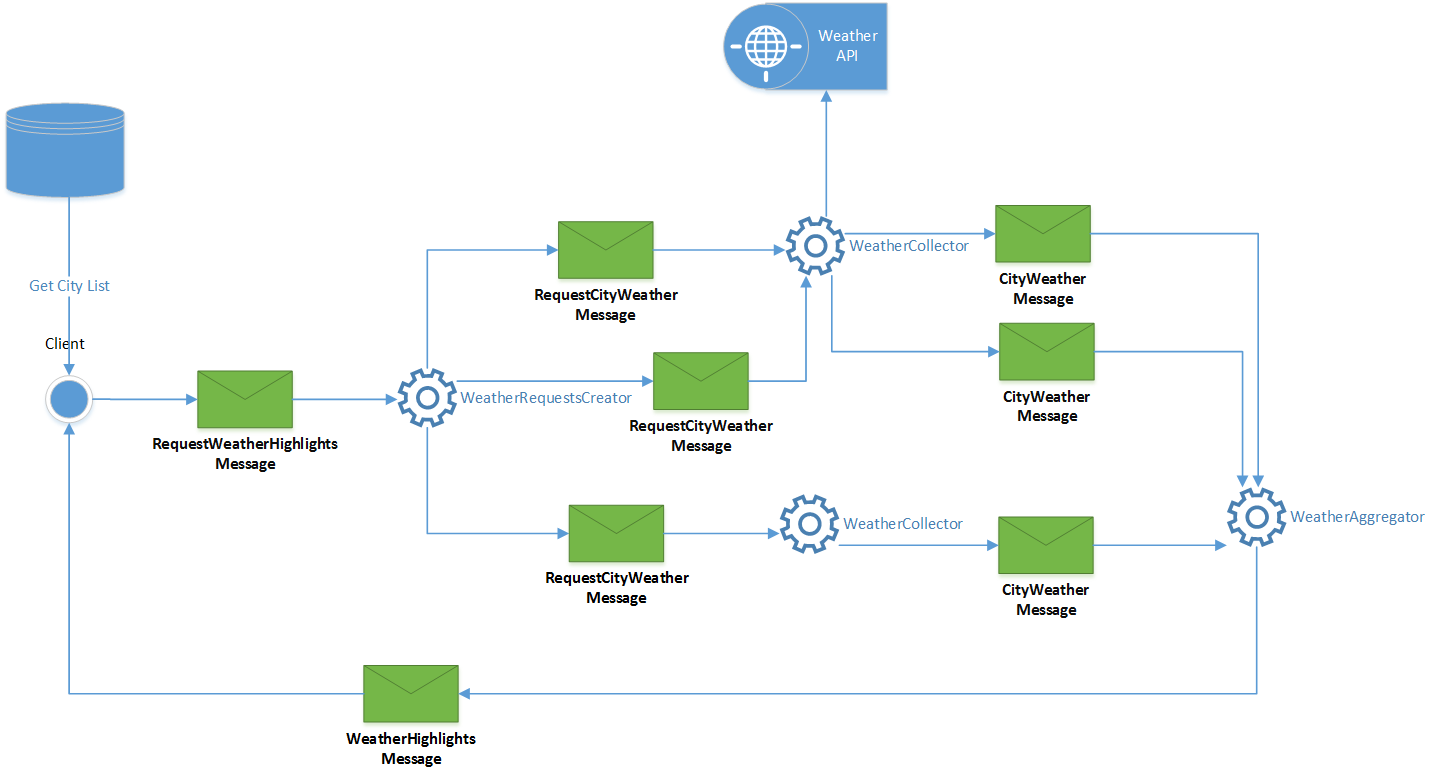 Weather
API
Get City List
Client
RequestWeatherHighlights
Message
WeatherRequestsCreator
RequestCityWeather
Message
RequestCityWeather
Message
RequestCityWeather
Message
WeatherCollector
WeatherCollector
CityWeather
Message
CityWeather
Message
CityWeather
Message
WeatherAggregator
WeatherHighlights
Message